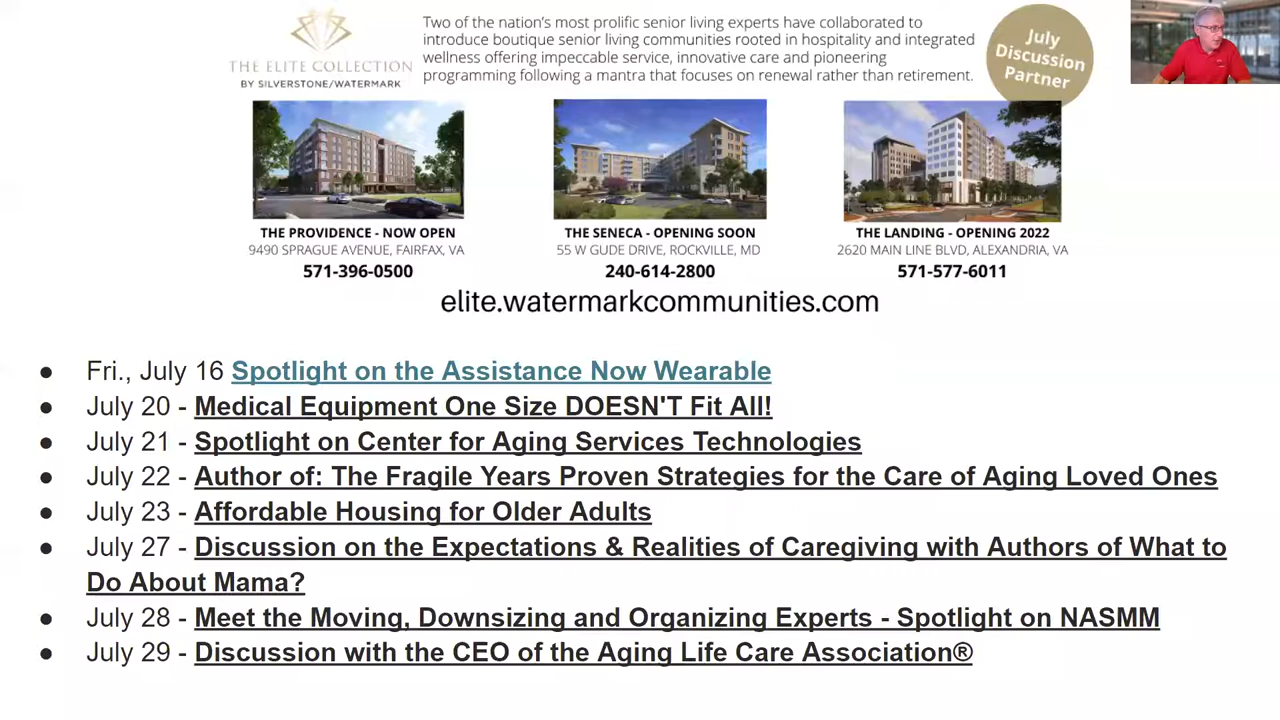 THE ELITE COLLECTION
BY SILVERSTONE/WATERMARK
Two of the nation's most prolific senior living experts have collaborated to
introduce boutique senior living communities rooted in hospitality and integrated
wellness offering impeccable service, innovative care and pioneering
programming following a mantra that focuses on renewal rather than retirement.
July
Discussion
Partner
THE PROVIDENCE - NOW OPEN
9490 SPRAGUE AVENUE, FAIRFAX, VA
571-396-0500
THE SENECA - OPENING SOON
55 W GUDE DRIVE, ROCKVILLE, MD
240-614-2800
THE LANDING - OPENING 2022
2620 MAIN LINE BLVD, ALEXANDRIA, VA
571-577-6011
elite.watermarkcommunities.com
● Fri., July 16 Spotlight on the Assistance Now Wearable
● July 20 - Medical Equipment One Size DOESN'T Fit All!
● July 21 - Spotlight on Center for Aging Services Technologies
● July 22 - Author of: The Fragile Years Proven Strategies for the Care of Aging Loved Ones
● July 23 - Affordable Housing for Older Adults
● July 27 - Discussion on the Expectations & Realities of Caregiving with Authors of What to
Do About Mama?
● July 28 - Meet the Moving, Downsizing and Organizing Experts - Spotlight on NASMM
● July 29 - Discussion with the CEO of the Aging Life Care Association®